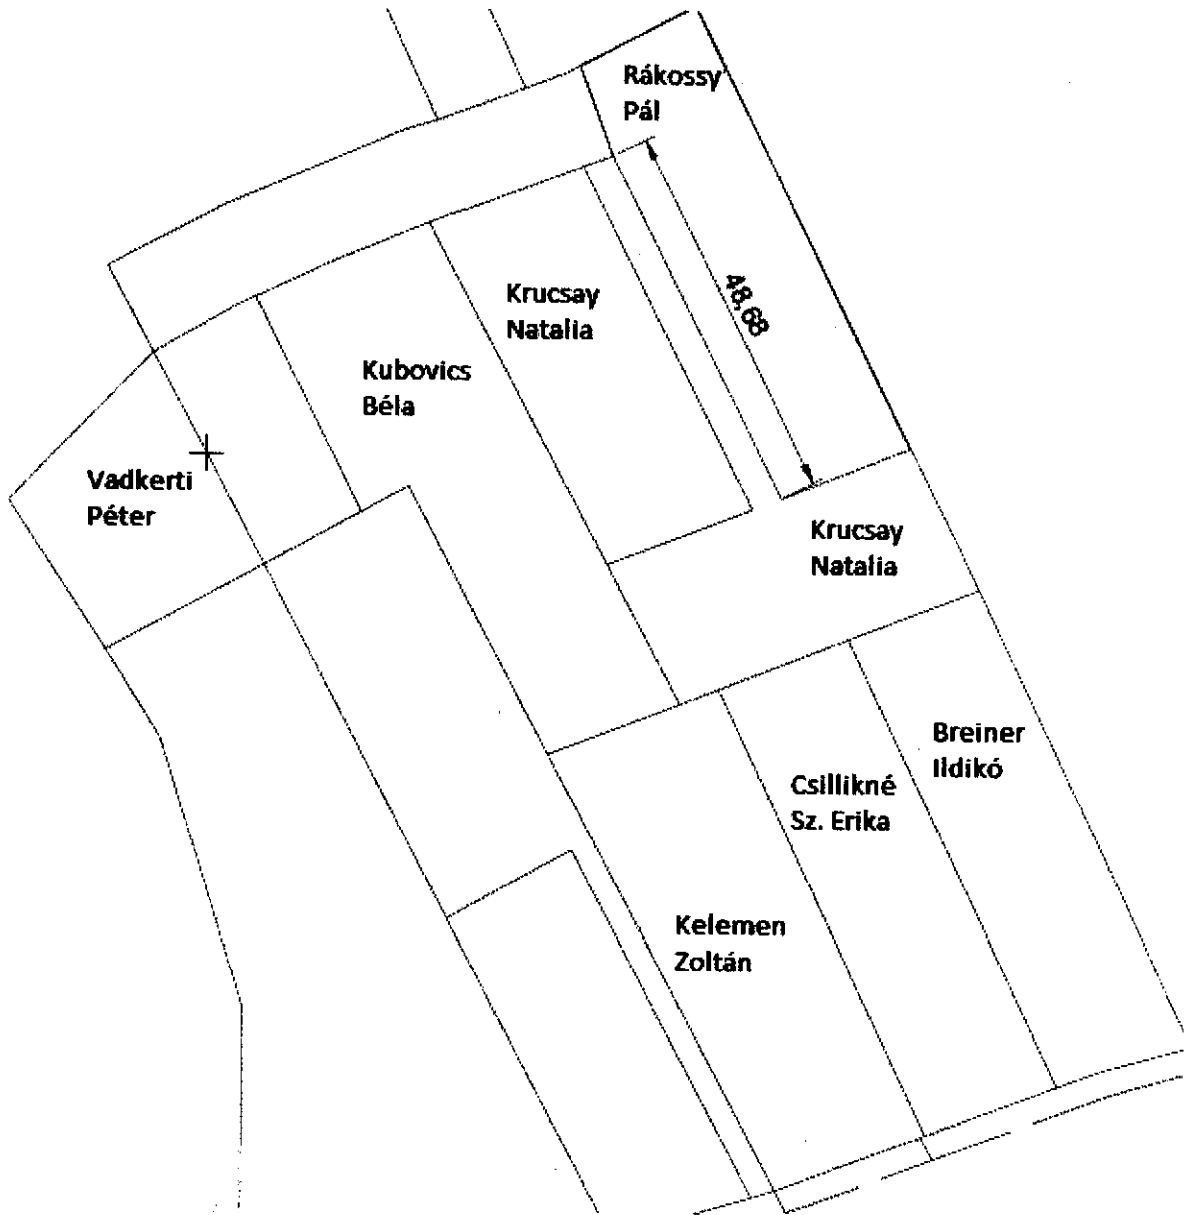 Rákossy
Pál
48,68
Krucsay
Natalia
Kubovics
Béla
Vadkerti
Péter
Krucsay
Natalia
Breiner
Ildikó
Csillikné
Sz. Erika
Kelemen
Zoltán